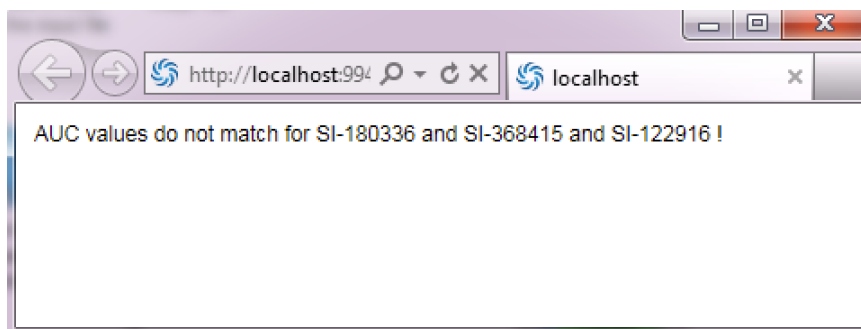 http://localhost:994
localhost
AUC values do not match for SI-180336 and SI-368415 and SI-122916 !